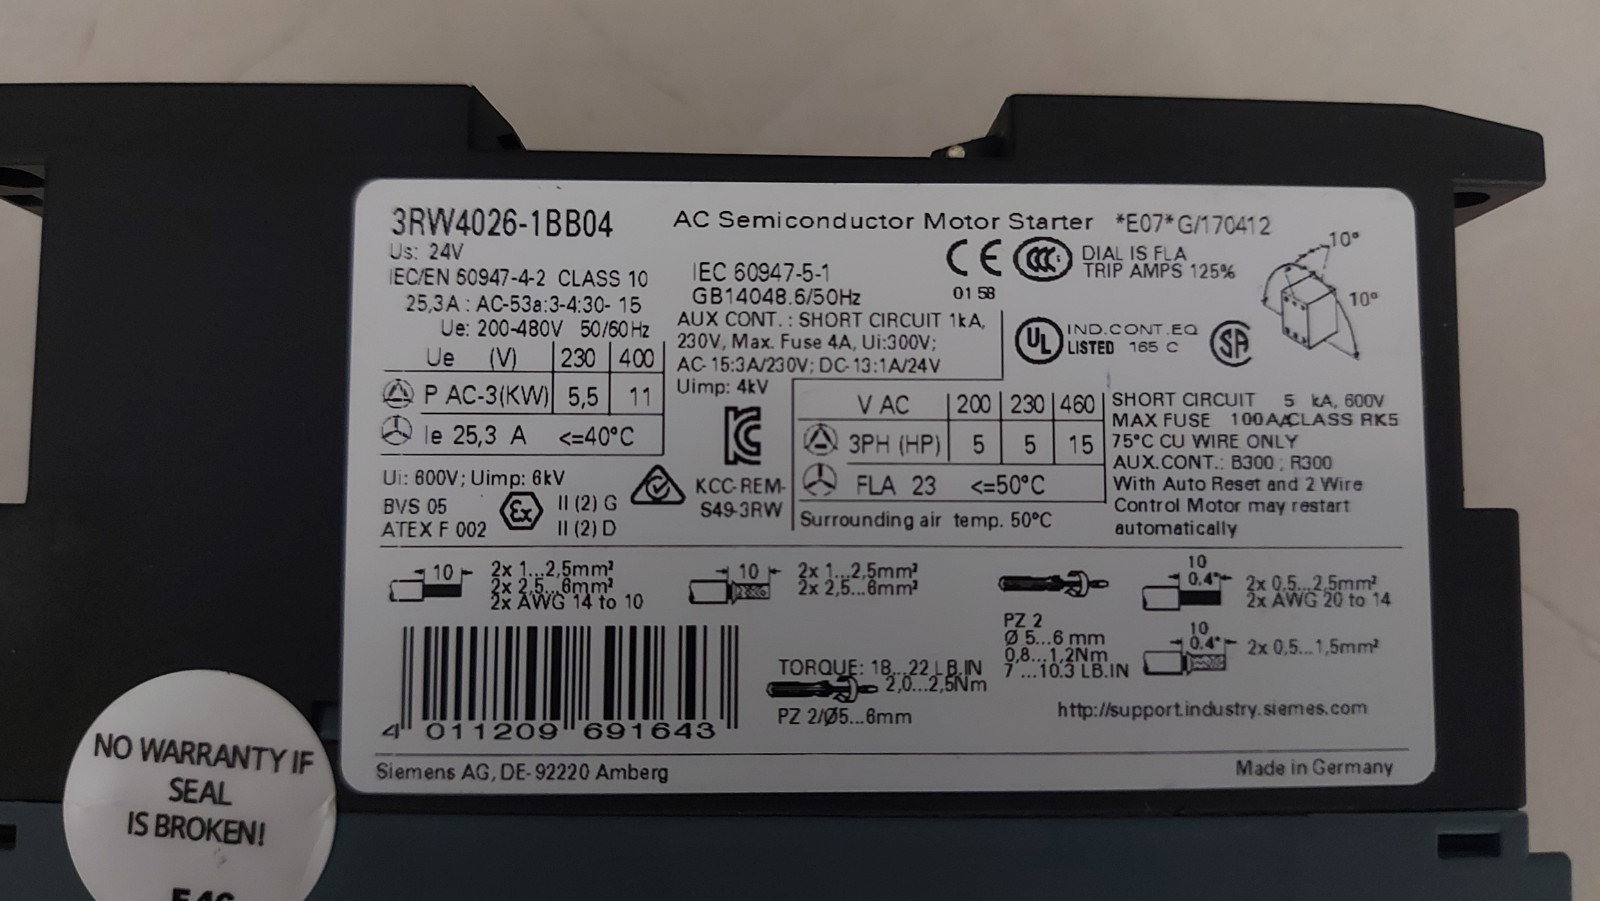 3RW4026-1BB04
AC Semiconductor Motor Starter *E07*G/170412
Us: 24V
IEC/EN 60947-4-2 CLASS 10
25,3A : AC-53a:3-4:30- 15
Ue: 200-480V 50/60Hz
Ue (V) 230 400
P AC-3(KW) 5,5 11
Ie 25,3 A <=40°C
Ui: 600V; Uimp: 6kV
BVS 05
ATEX F 002
Ex
II (2) G
II (2) D
IEC 60947-5-1
GB14048.6/50Hz
AUX CONT. : SHORT CIRCUIT 1kA,
230V, Max. Fuse 4A, Ui:300V;
AC-15:3A/230V; DC-13:1A/24V
Uimp: 4kV
KCC-REM-
S49-3RW
CE
0158
CCC
DIAL IS FLA
TRIP AMPS 125%
10°
10°
UL
IND.CONT.EQ
LISTED 165 C
SA
V AC 200 230 460
3PH (HP) 5 5 15
FLA 23 <=50°C
Surrounding air temp. 50°C
SHORT CIRCUIT 5 kA, 600V
MAX FUSE 100A/CLASS RK5
75°C CU WIRE ONLY
AUX.CONT.: B300 ; R300
With Auto Reset and 2 Wire
Control Motor may restart
automatically
10
2x 1...2,5mm²
2x 2,5...6mm²
2x AWG 14 to 10
10
2x 1...2,5mm²
2x 2,5...6mm²
TORQUE: 18...22 LB.IN
2,0...2,5Nm
PZ 2/Ø5...6mm
PZ 2
Ø 5...6 mm
0,8...1,2Nm
7 ...10.3 LB.IN
10
0.4"
2x 0,5...2,5mm²
2x AWG 20 to 14
10
0.4"
2x 0,5...1,5mm²
http://support.industry.siemes.com
4 011209 691643
Siemens AG, DE-92220 Amberg
Made in Germany
NO WARRANTY IF
SEAL
IS BROKEN!